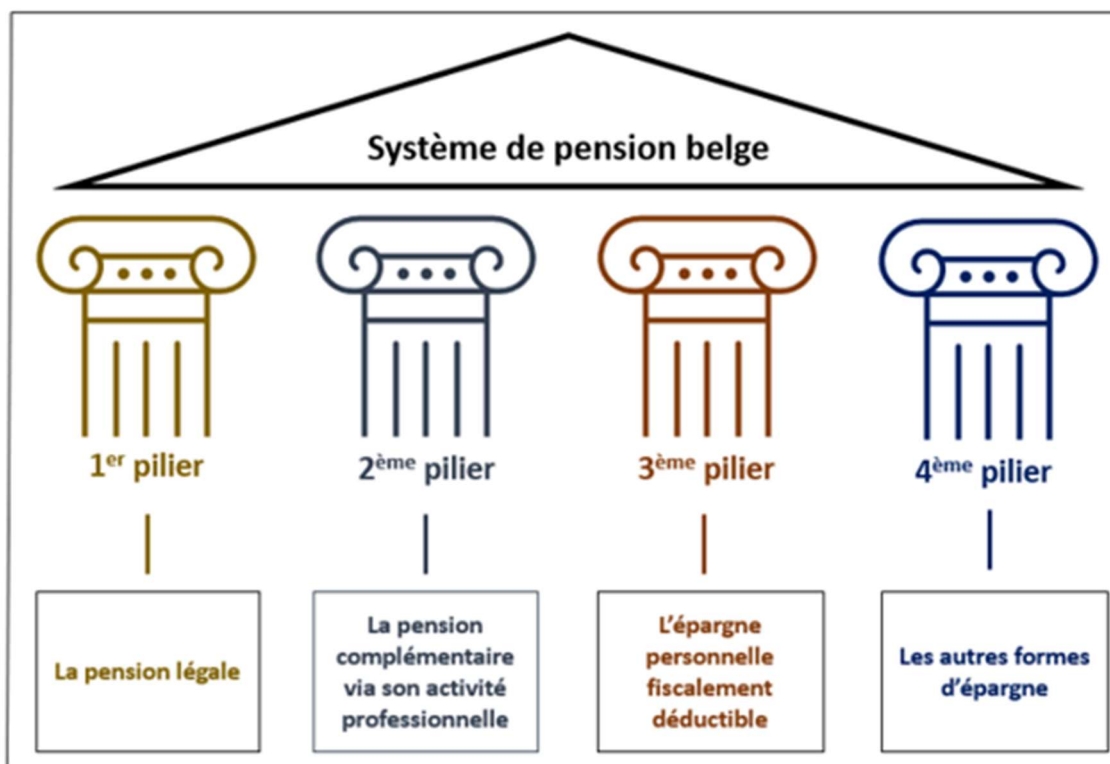 Système de pension belge
1er pilier
2ème pilier
3ème pilier
4ème pilier
La pension légale
La pension
complémentaire
via son activité
professionnelle
L'épargne
personnelle
fiscalement
déductible
Les autres formes
d'épargne